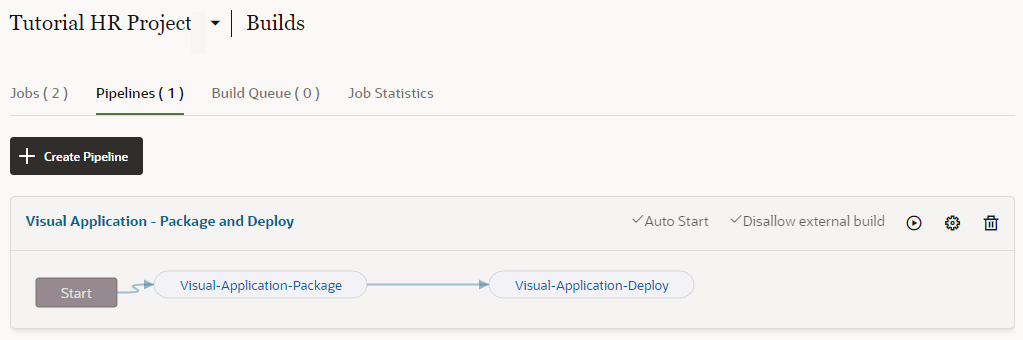 Tutorial HR Project Builds
Jobs ( 2 ) Pipelines ( 1 ) Build Queue ( 0 ) Job Statistics
Create Pipeline
Visual Application - Package and Deploy Auto Start Disallow external build
Start Visual-Application-Package Visual-Application-Deploy